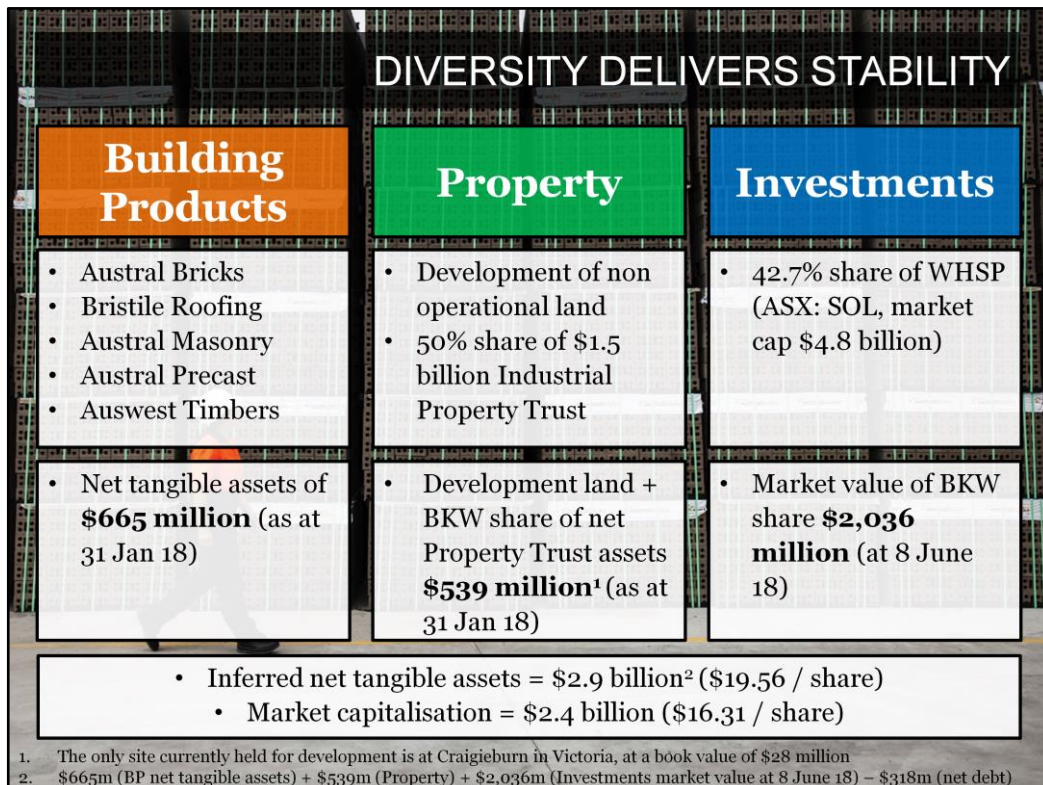 DIVERSITY DELIVERS STABILITY
Building
Products
Property
Investments
• Austral Bricks
• Bristile Roofing
• Austral Masonry
• Austral Precast
• Auswest Timbers
• Development of non
operational land
• 50% share of $1.5
billion Industrial
Property Trust
• 42.7% share of WHSP
(ASX: SOL, market
cap $4.8 billion)
• Net tangible assets of
$665 million (as at
31 Jan 18)
• Development land +
BKW share of net
Property Trust assets
$539 million¹ (as at
31 Jan 18)
• Market value of BKW
share $2,036
million (at 8 June
18)
• Inferred net tangible assets = $2.9 billion² ($19.56 / share)
• Market capitalisation = $2.4 billion ($16.31 / share)
1. The only site currently held for development is at Craigieburn in Victoria, at a book value of $28 million
2. $665m (BP net tangible assets) + $539m (Property) + $2,036m (Investments market value at 8 June 18) – $318m (net debt)